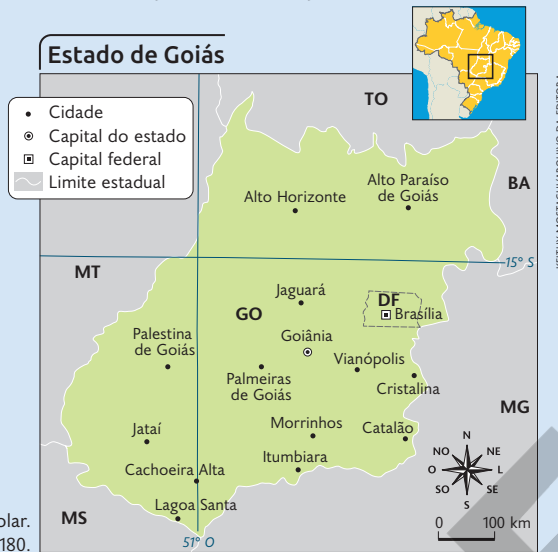 Estado de Goiás
Cidade
Capital do estado
Capital federal
Limite estadual
TO
BA
Alto Horizonte
Alto Paraíso
de Goiás
15° S
MT
Jaguará
GO
DF
Brasília
Goiânia
Palestina
de Goiás
Vianópolis
Palmeiras
de Goiás
Cristalina
MG
Jataí
Morrinhos
Catalão
Itumbiara
Cachoeira Alta
Lagoa Santa
MS
51° O
N
NO
NE
O
L
SO
SE
S
0 100 km
olar.
180.